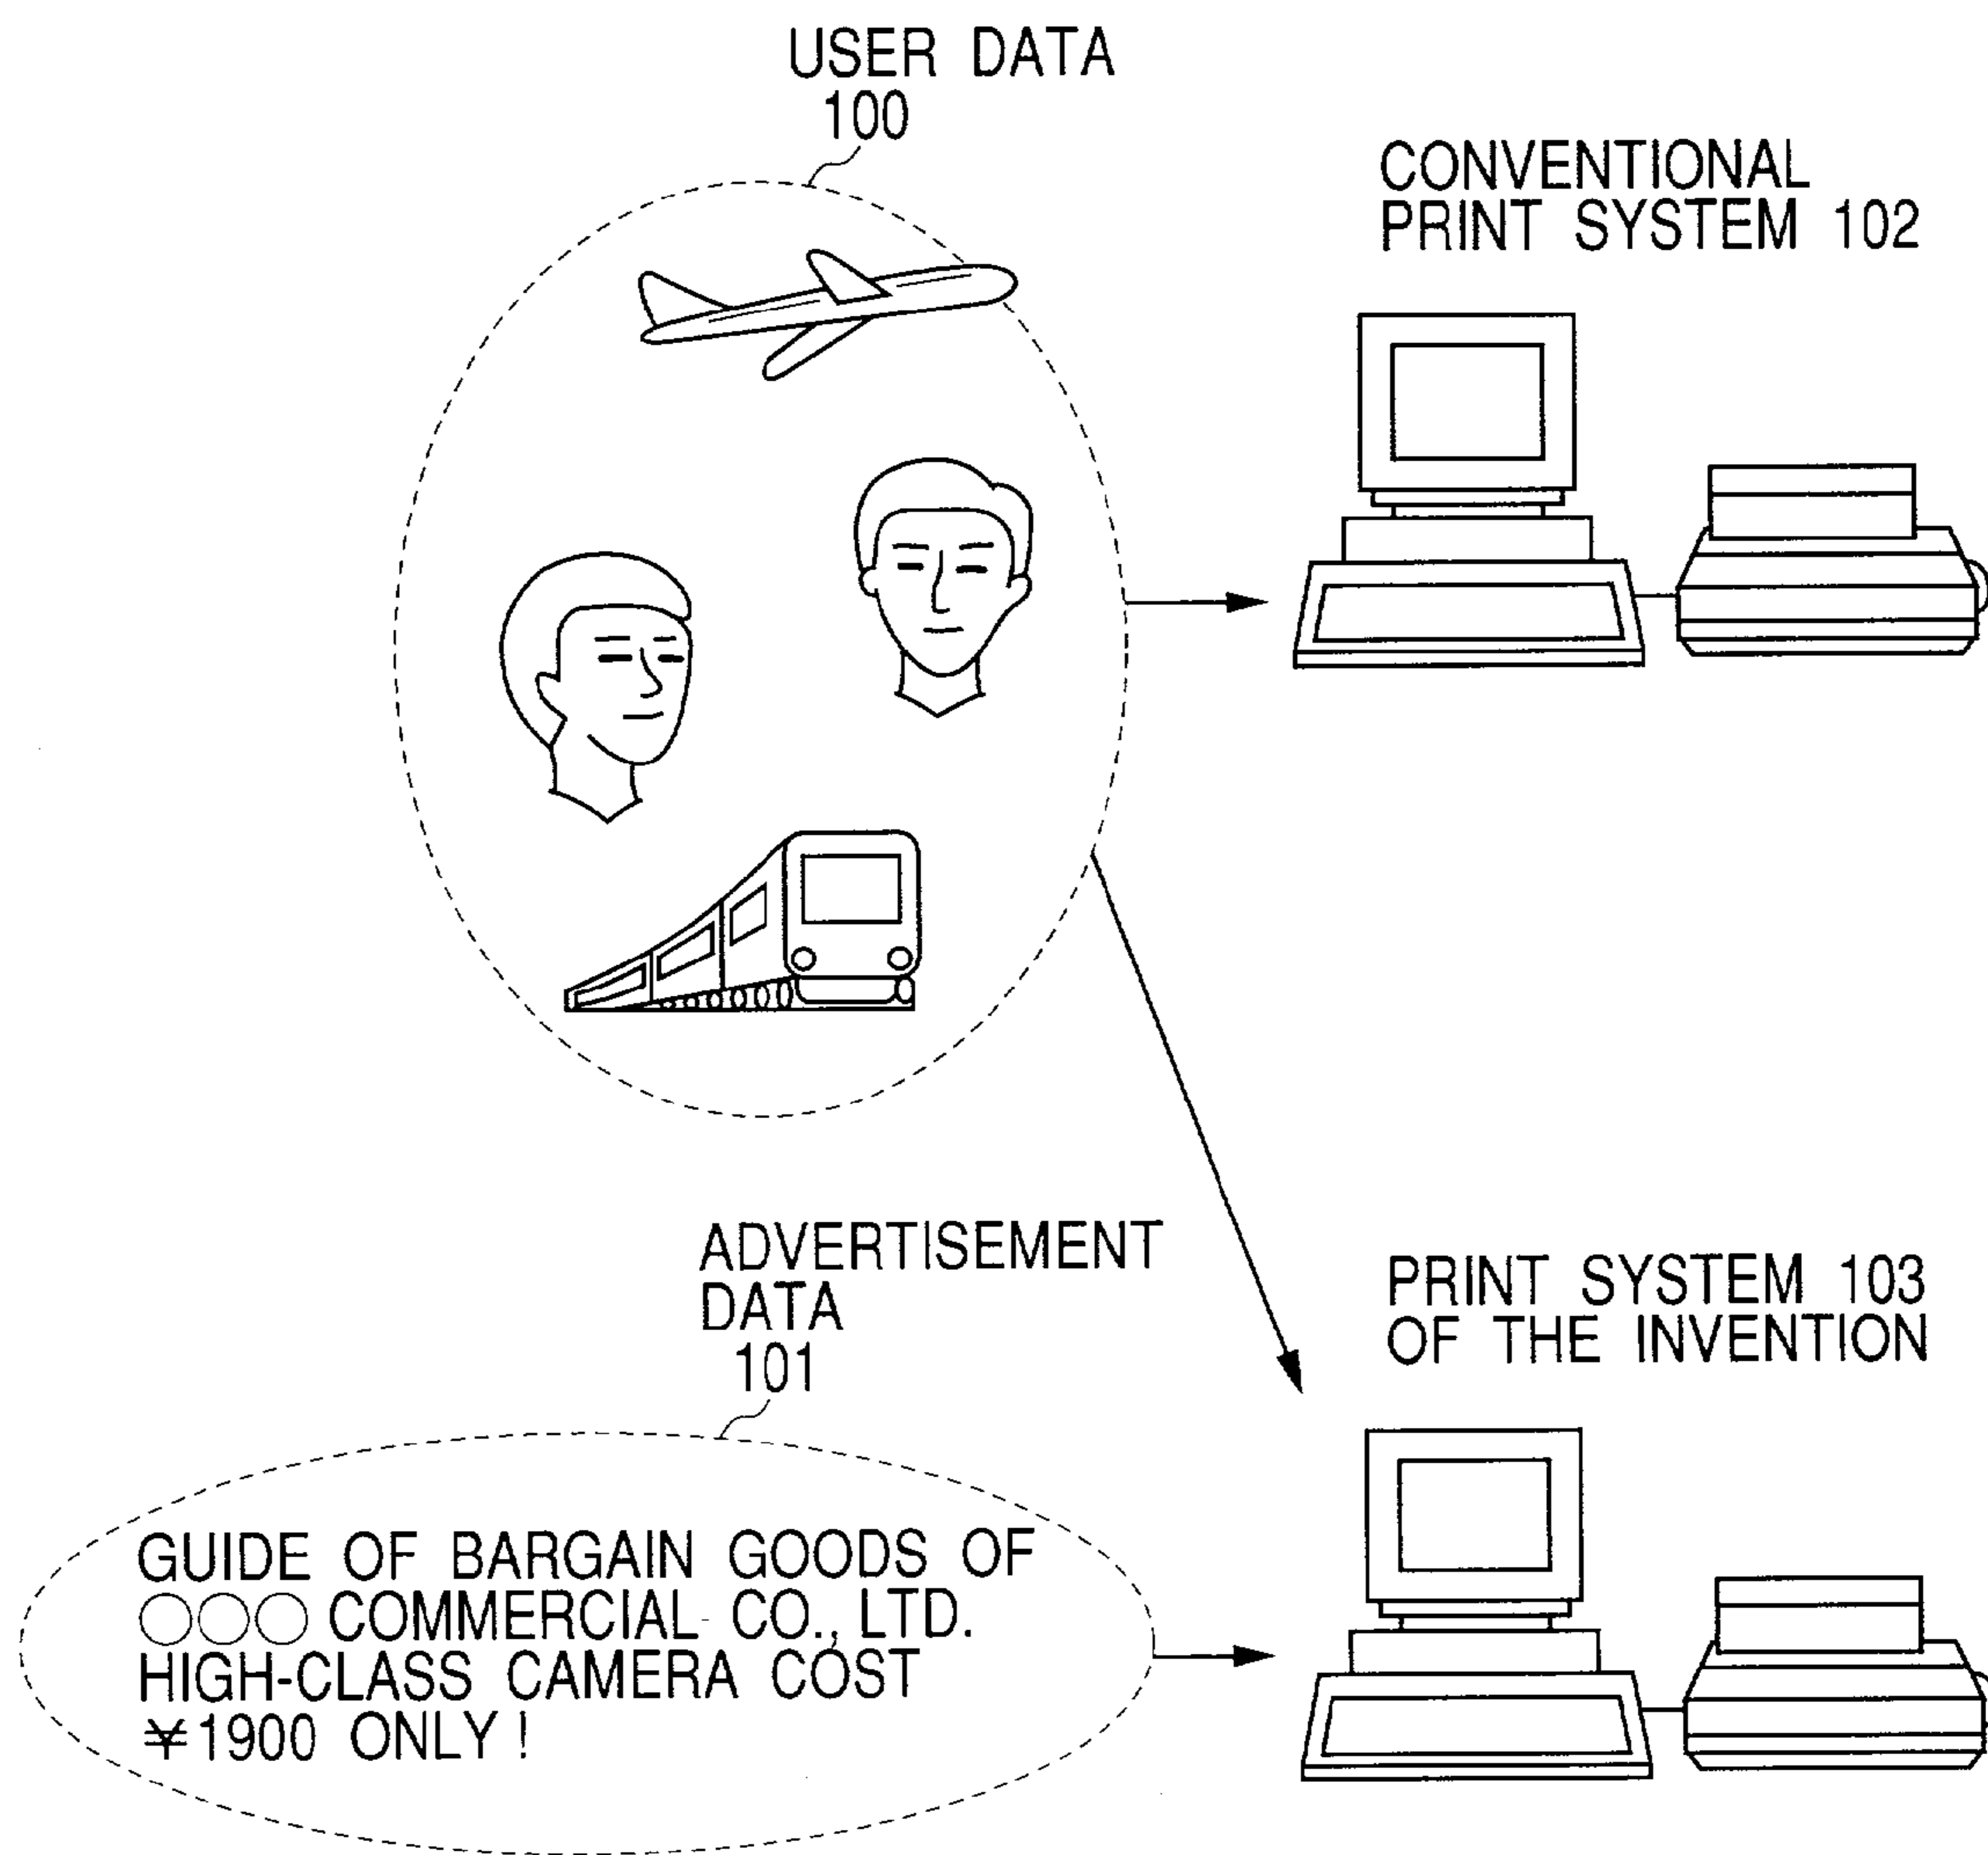 USER DATA
100
CONVENTIONAL
PRINT SYSTEM 102
ADVERTISEMENT
DATA
101
PRINT SYSTEM 103
OF THE INVENTION
GUIDE OF BARGAIN GOODS OF
○○○ COMMERCIAL CO., LTD.
HIGH-CLASS CAMERA COST
¥1900 ONLY!